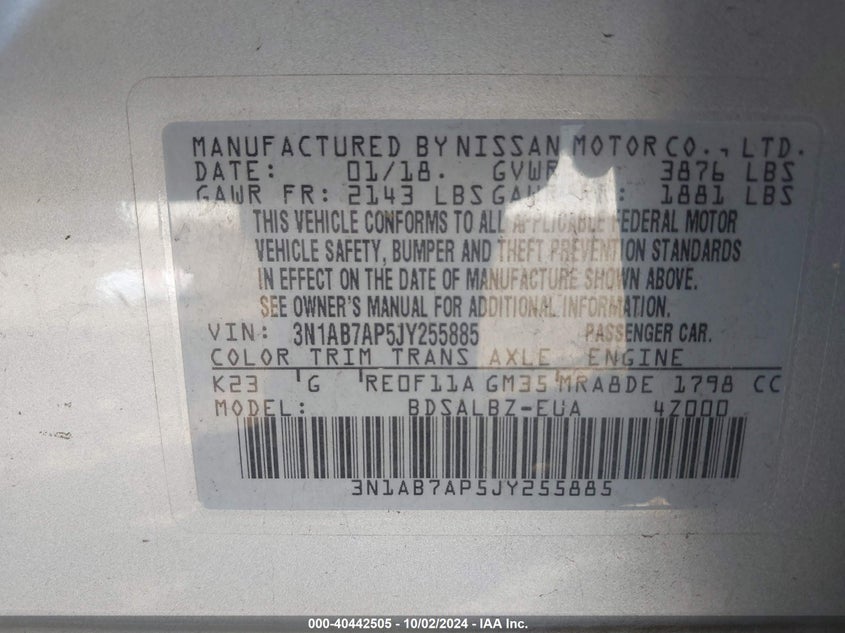 MANUFACTURED BY NISSAN MOTOR CO., LTD.
DATE: 01/18. GVWR 3876 LBS
GAWR FR: 2143 LBS GAWR RR: 1881 LBS
THIS VEHICLE CONFORMS TO ALL APPLICABLE FEDERAL MOTOR
VEHICLE SAFETY, BUMPER AND THEFT PREVENTION STANDARDS
IN EFFECT ON THE DATE OF MANUFACTURE SHOWN ABOVE.
SEE OWNER'S MANUAL FOR ADDITIONAL INFORMATION.
VIN: 3N1AB7AP5JY255885 PASSENGER CAR.
COLOR TRIM TRANS AXLE ENGINE
K23 G RE0F11A GM35 MRA8DE 1798 CC
MODEL: BDSALBZ-EUA 4Z000
3N1AB7AP5JY255885
000-40442505 - 10/02/2024 - IAA Inc.